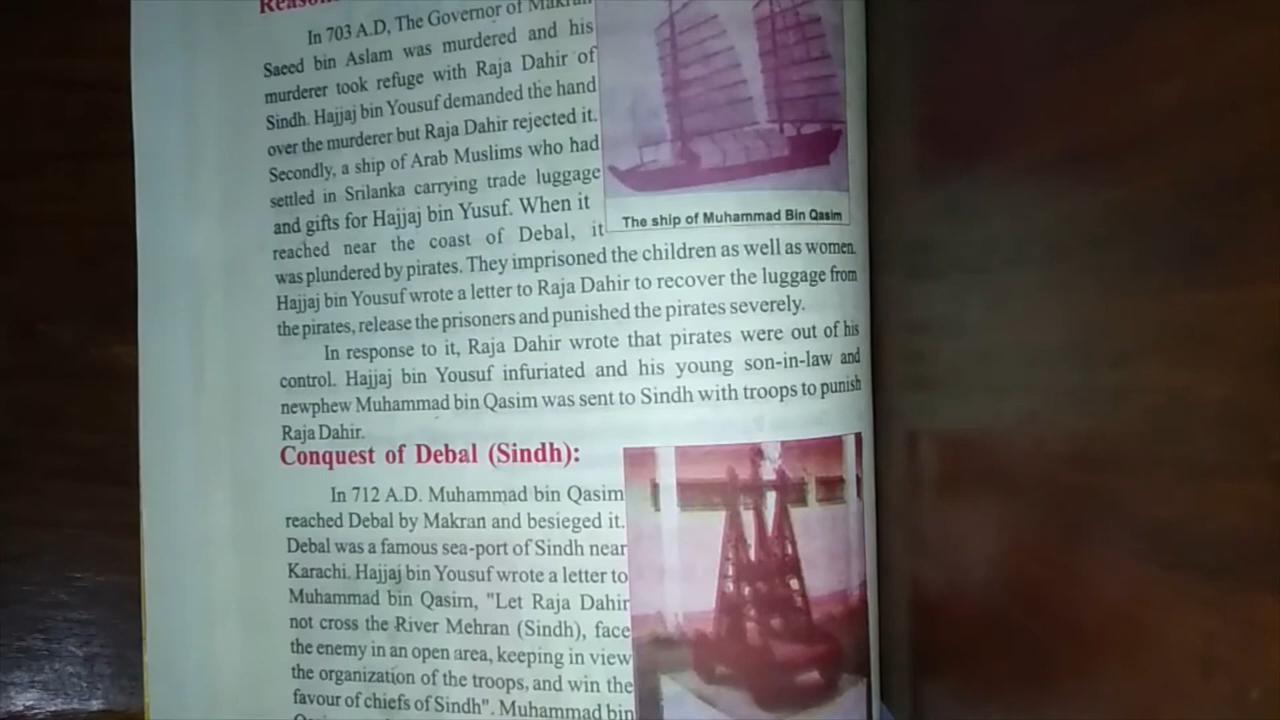 In 703 A.D, The Governor of Makran
Saeed bin Aslam was murdered and his
murderer took refuge with Raja Dahir of
Sindh. Hajjaj bin Yousuf demanded the hand
over the murderer but Raja Dahir rejected it.
Secondly, a ship of Arab Muslims who had
settled in Srilanka carrying trade luggage
and gifts for Hajjaj bin Yusuf. When it
reached near the coast of Debal, it
The ship of Muhammad Bin Qasim
was plundered by pirates. They imprisoned the children as well as women.
Hajjaj bin Yousuf wrote a letter to Raja Dahir to recover the luggage from
the pirates, release the prisoners and punished the pirates severely.
In response to it, Raja Dahir wrote that pirates were out of his
control. Hajjaj bin Yousuf infuriated and his young son-in-law and
newphew Muhammad bin Qasim was sent to Sindh with troops to punish
Raja Dahir.
Conquest of Debal (Sindh):
In 712 A.D. Muhammad bin Qasim
reached Debal by Makran and besieged it.
Debal was a famous sea-port of Sindh near
Karachi. Hajjaj bin Yousuf wrote a letter to
Muhammad bin Qasim, "Let Raja Dahir
not cross the River Mehran (Sindh), face
the enemy in an open area, keeping in view
the organization of the troops, and win the
favour of chiefs of Sindh". Muhammad bin